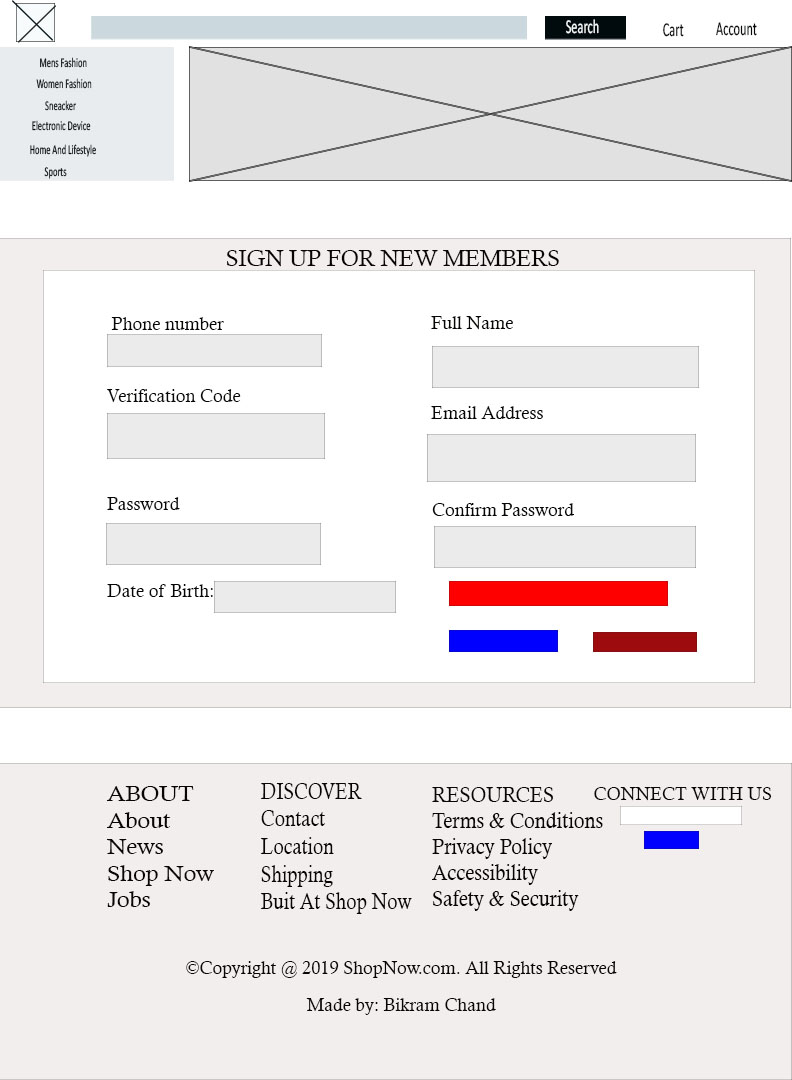 Search
Cart
Account
Mens Fashion
Women Fashion
Sneacker
Electronic Device
Home And Lifestyle
Sports
SIGN UP FOR NEW MEMBERS
Phone number
Full Name
Verification Code
Email Address
Password
Confirm Password
Date of Birth:
ABOUT
About
News
Shop Now
Jobs
DISCOVER
Contact
Location
Shipping
Buit At Shop Now
RESOURCES
Terms & Conditions
Privacy Policy
Accessibility
Safety & Security
CONNECT WITH US
©Copyright @ 2019 ShopNow.com. All Rights Reserved
Made by: Bikram Chand